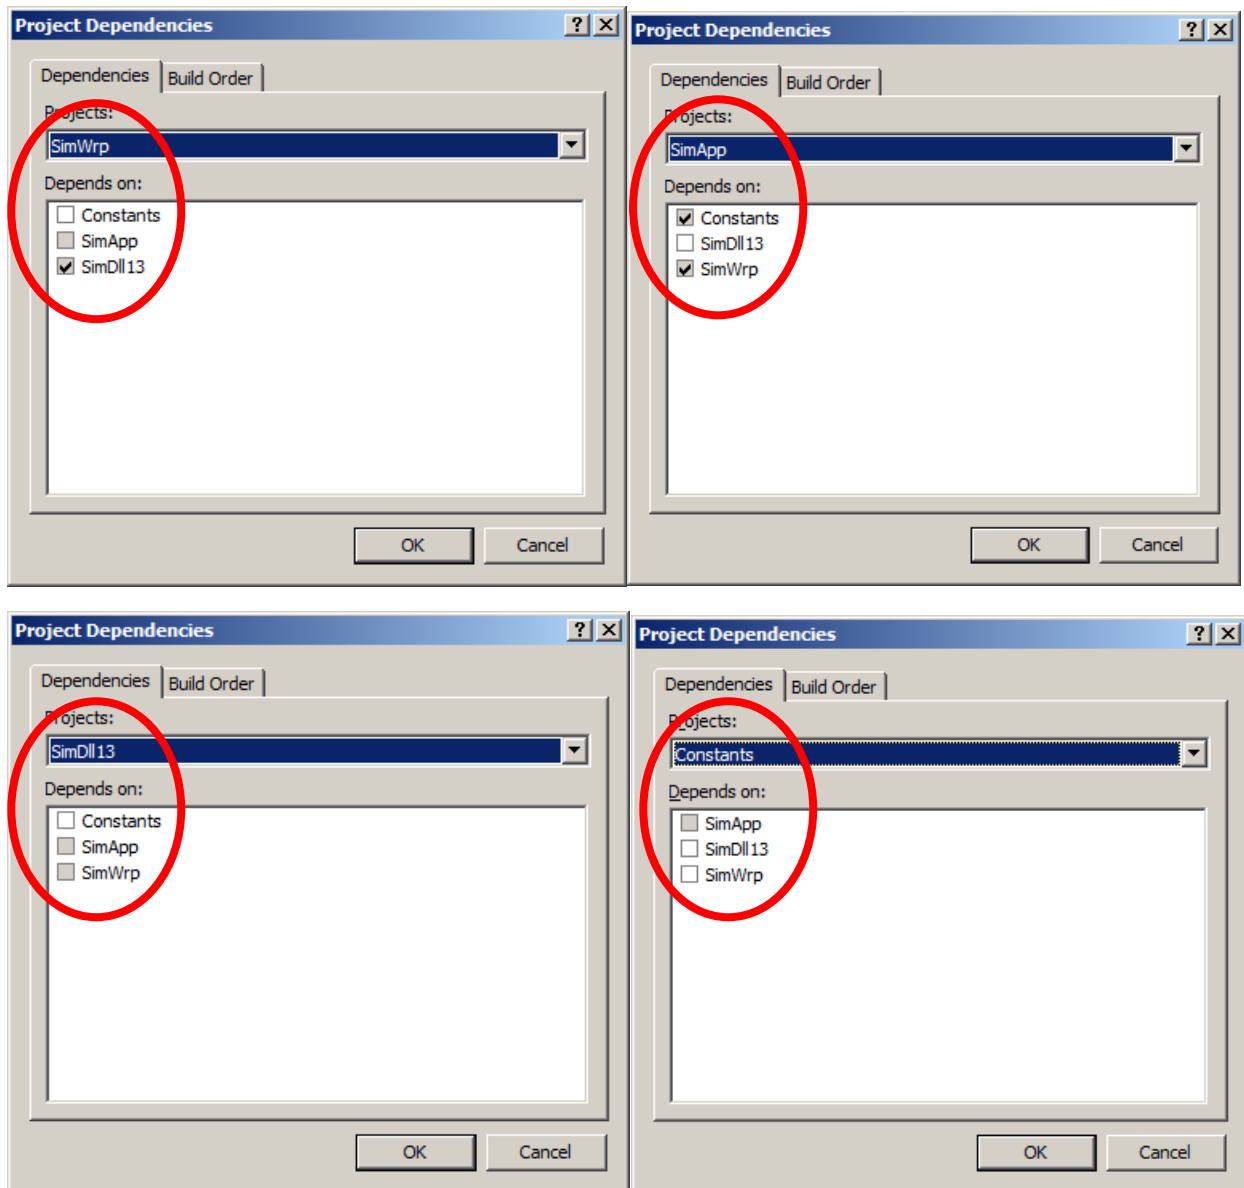 Project Dependencies
Dependencies Build Order
Projects:
SimWrp
Depends on:
Constants
SimApp
SimDll13
OK Cancel
Project Dependencies
Dependencies Build Order
Projects:
SimApp
Depends on:
Constants
SimDll13
SimWrp
OK Cancel
Project Dependencies
Dependencies Build Order
Projects:
SimDll13
Depends on:
Constants
SimApp
SimWrp
OK Cancel
Project Dependencies
Dependencies Build Order
Projects:
Constants
Depends on:
SimApp
SimDll13
SimWrp
OK Cancel